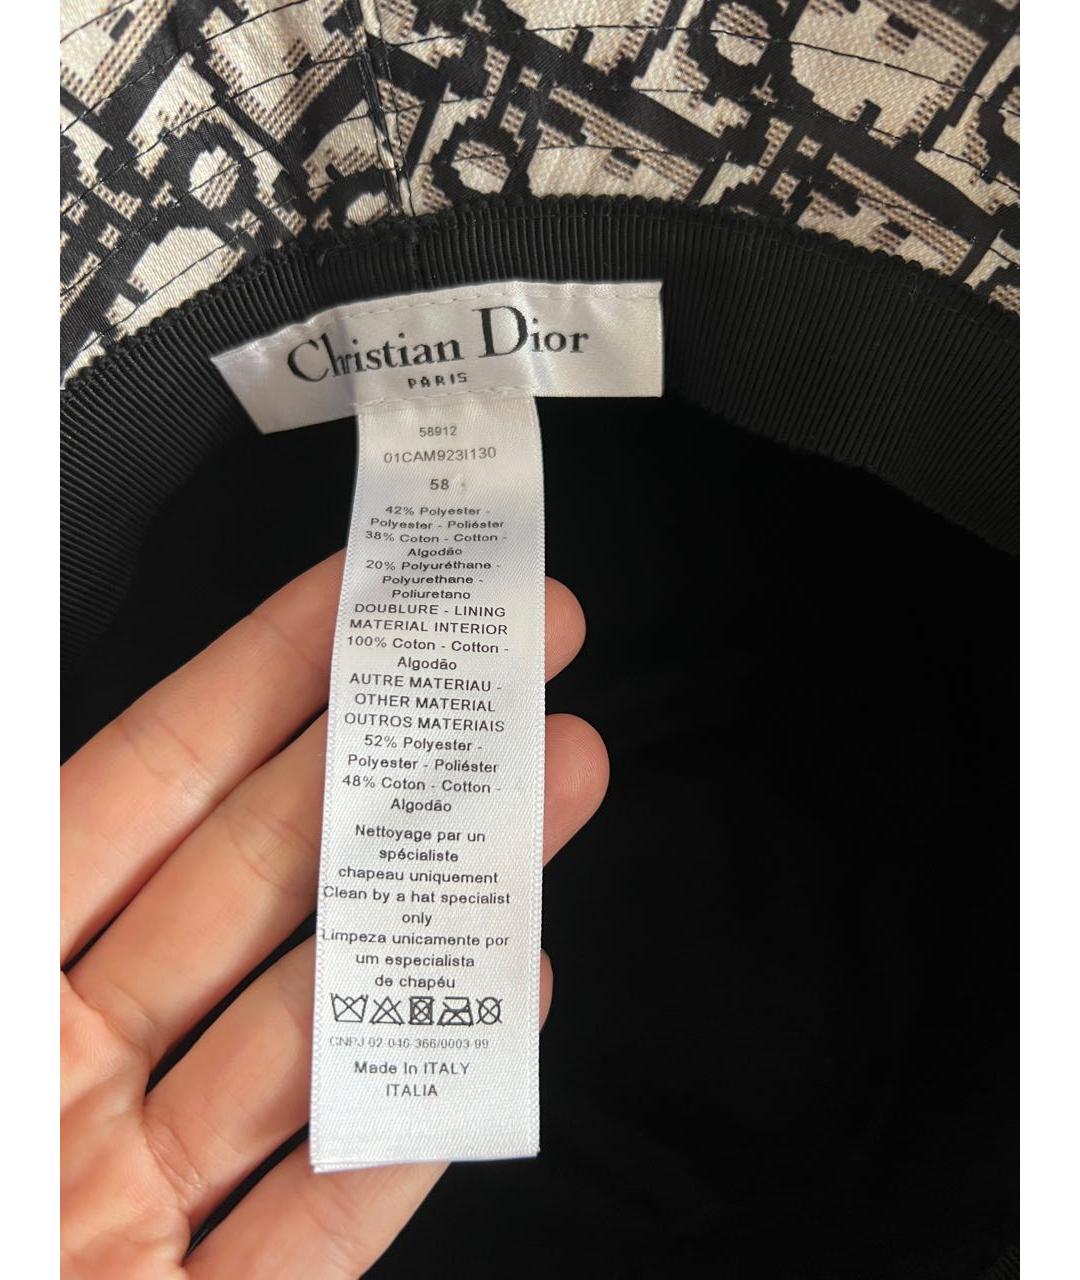 Christian Dior
PARIS
58912
01CAM923I130
58
42% Polyester -
Polyester - Poliéster
38% Coton - Cotton -
Algodão
20% Polyuréthane -
Polyurethane -
Poliuretano
DOUBLURE - LINING
MATERIAL INTERIOR
100% Coton - Cotton -
Algodão
AUTRE MATERIAU -
OTHER MATERIAL
OUTROS MATERIAIS
52% Polyester -
Polyester - Poliéster
48% Coton - Cotton -
Algodão
Nettoyage par un
spécialiste
chapeau uniquement
Clean by a hat specialist
only
Limpeza unicamente por
um especialista
de chapéu
CNPJ 02 046 366/0003-99
Made In ITALY
ITALIA